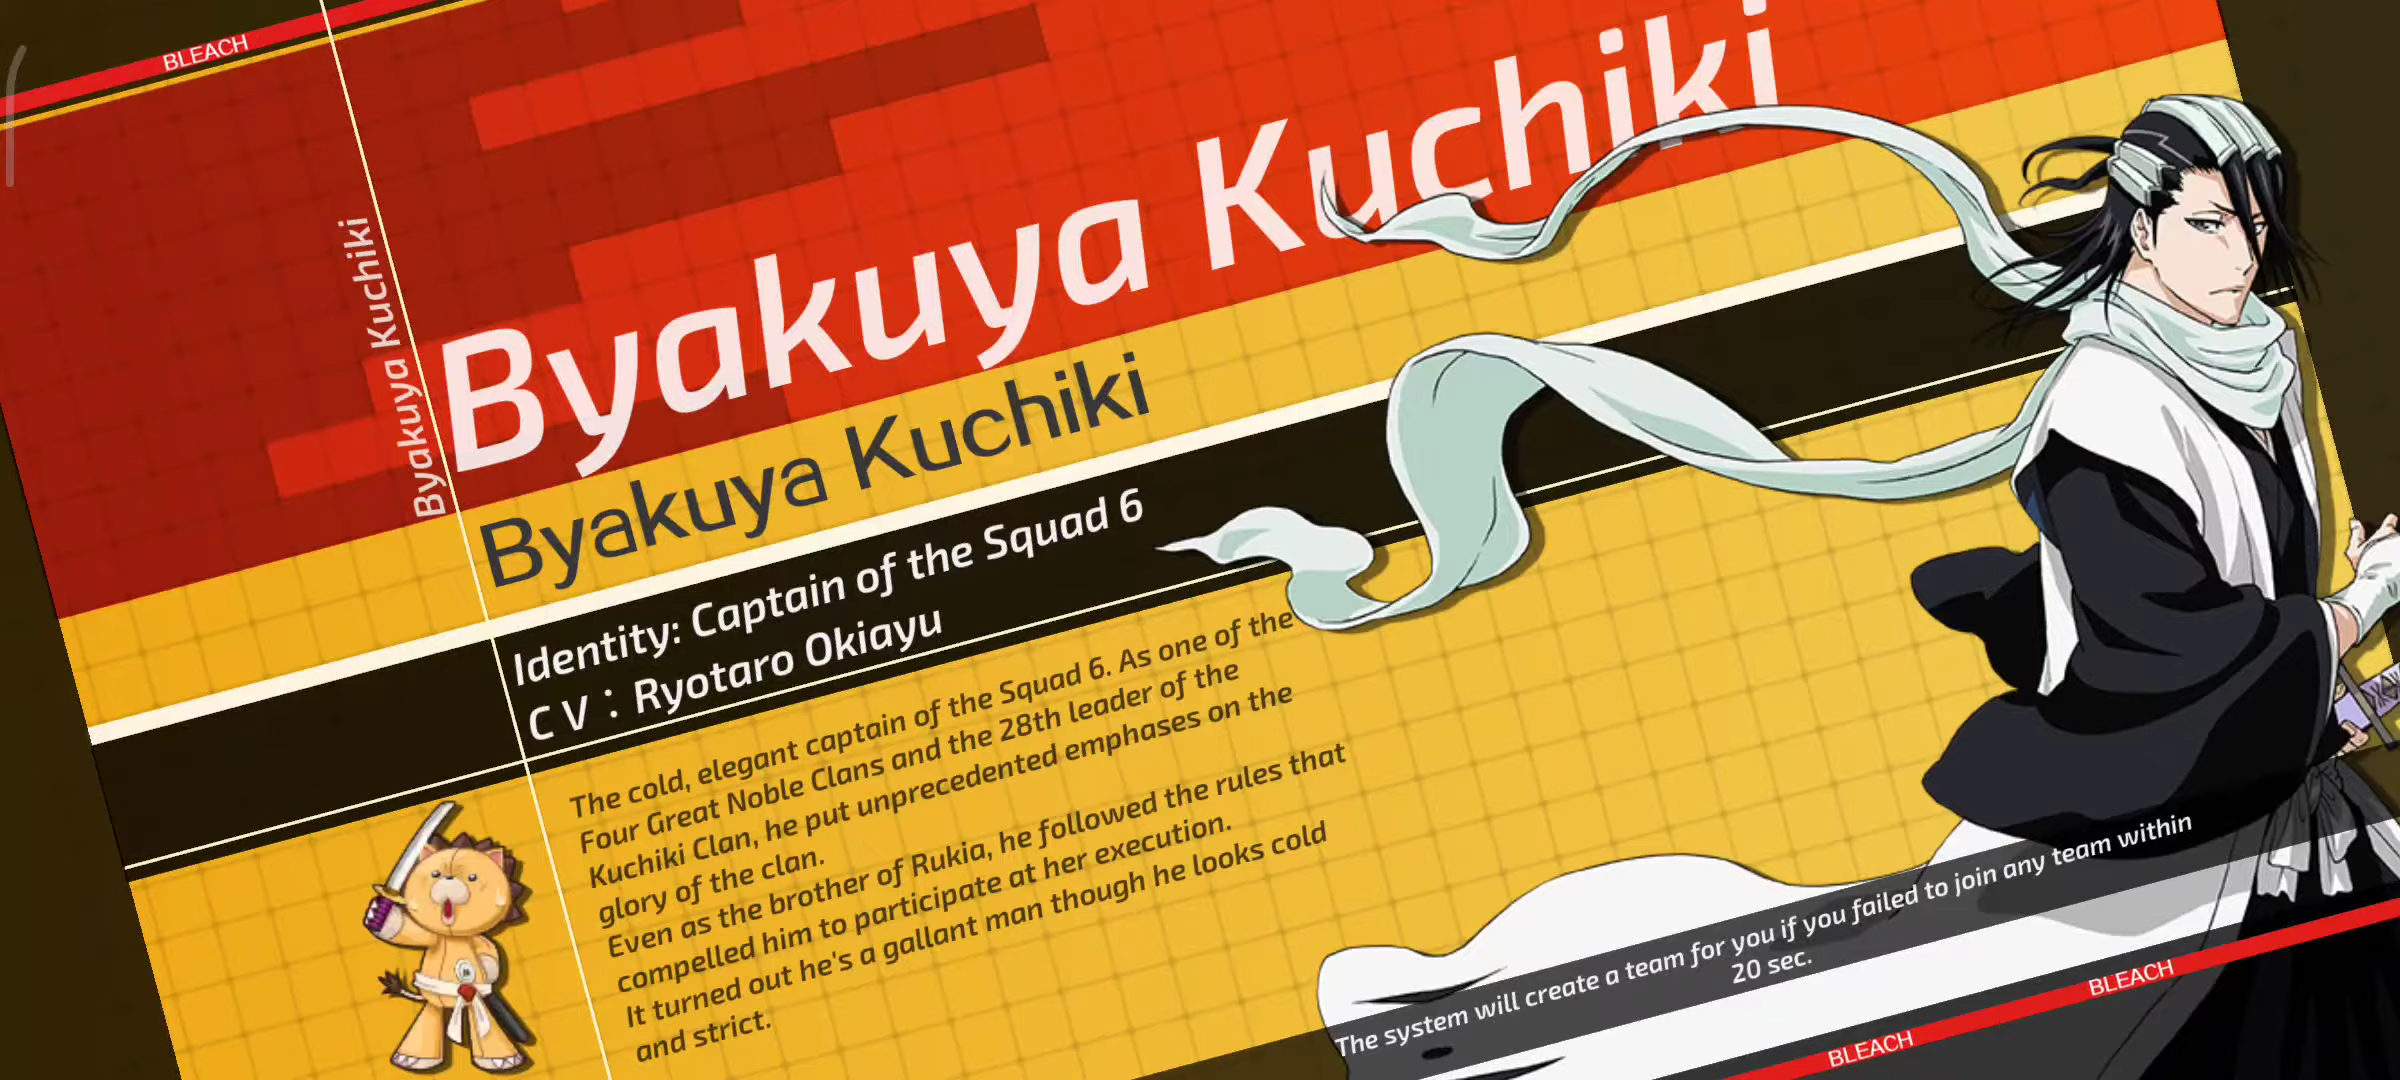 BLEACH
Byakuya Kuchiki
Byakuya Kuchiki
Byakuya Kuchiki
Identity: Captain of the Squad 6
C V : Ryotaro Okiayu
The cold, elegant captain of the Squad 6. As one of the
Four Great Noble Clans and the 28th leader of the
Kuchiki Clan, he put unprecedented emphases on the
glory of the clan.
Even as the brother of Rukia, he followed the rules that
compelled him to participate at her execution.
It turned out he's a gallant man though he looks cold
and strict.
The system will create a team for you if you failed to join any team within
20 sec.
BLEACH
BLEACH